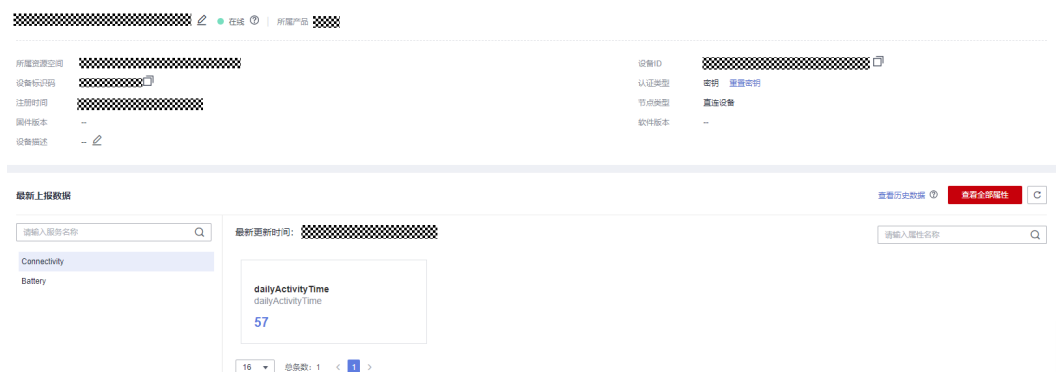 在线 所属产品
所属资源空间
设备ID
设备标识码
认证类型 密钥 重置密钥
注册时间
节点类型 直连设备
固件版本 --
软件版本 --
设备描述 --
最新上报数据
查看历史数据 查看全部属性
请输入服务名称
最新更新时间:
请输入属性名称
Connectivity
Battery
dailyActivityTime
dailyActivityTime
57
16 总条数: 1 < 1 >